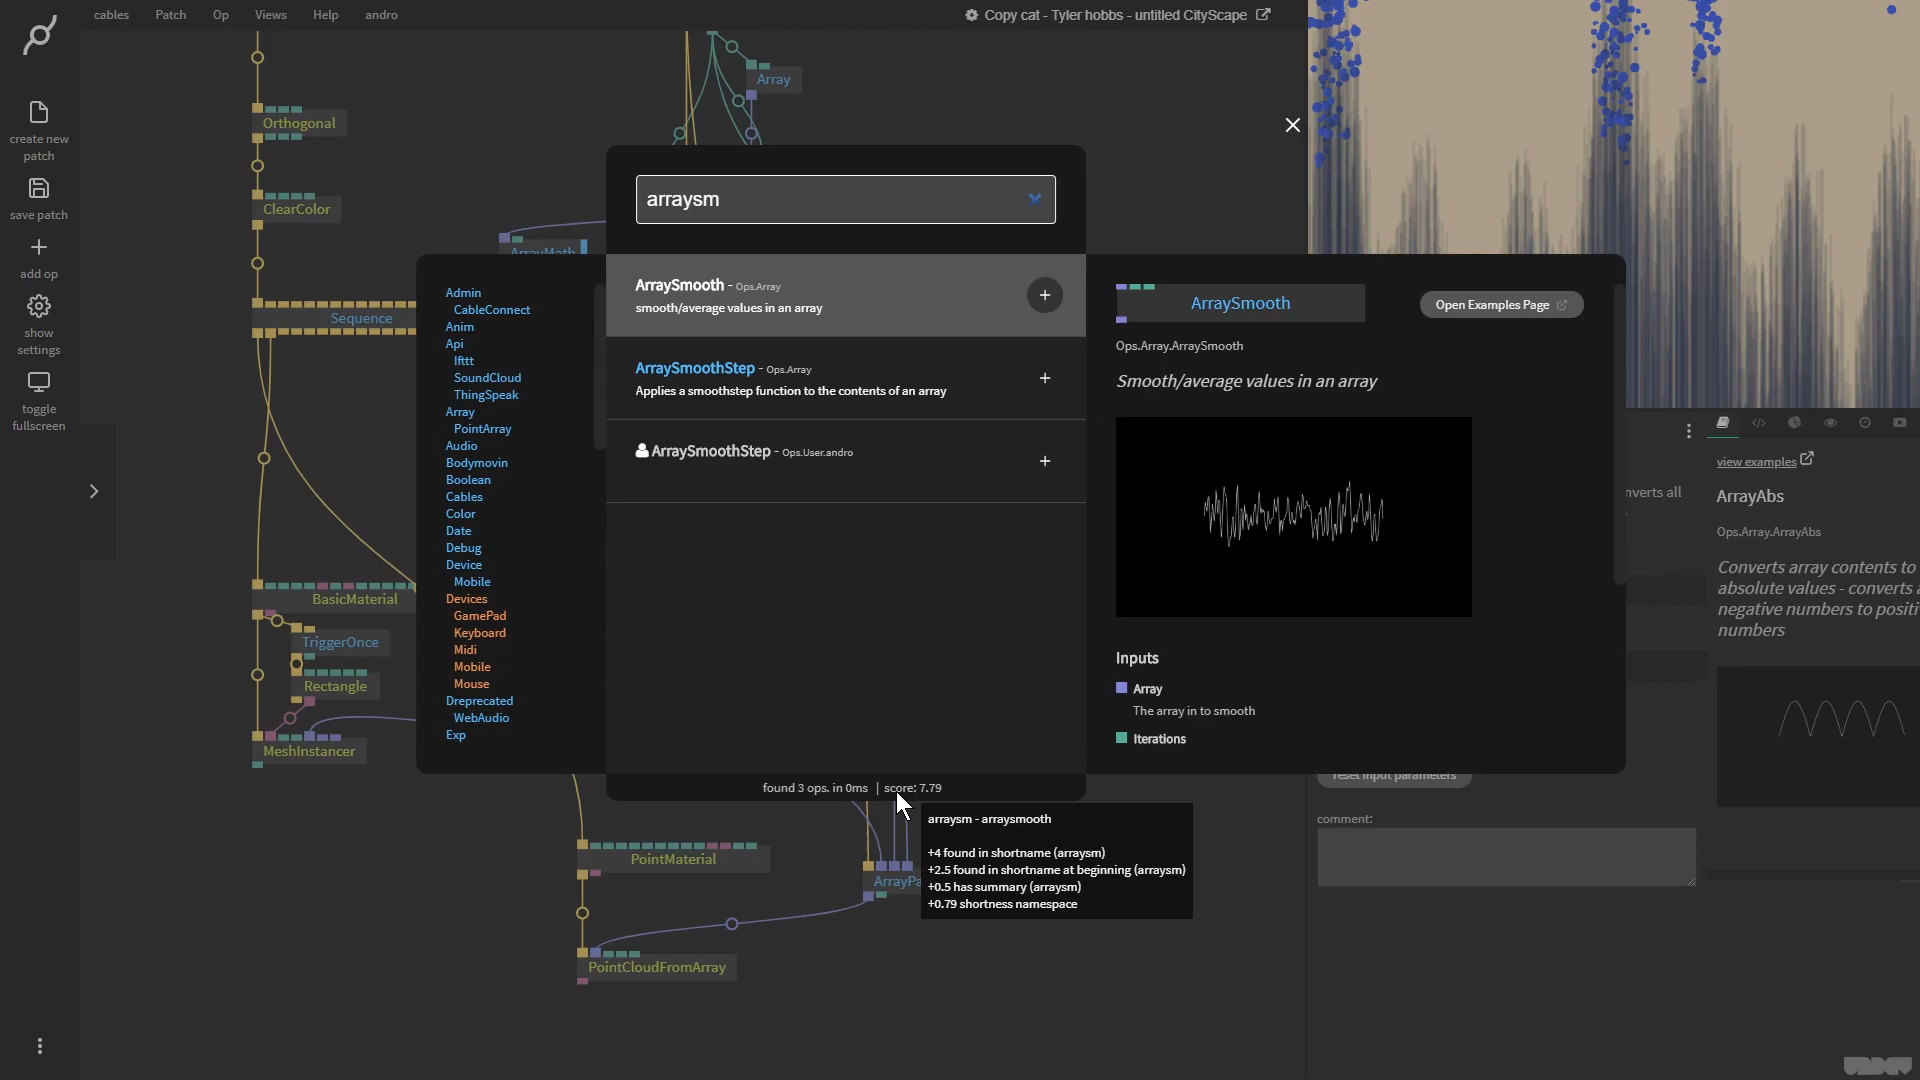 cables
Patch
Op
Views
Help
andro
Copy cat - Tyler hobbs - untitled CityScape
create new
patch
save patch
add op
show
settings
toggle
fullscreen
Array
Orthogonal
ClearColor
ArrayMath
Sequence
BasicMaterial
TriggerOnce
Rectangle
MeshInstancer
PointMaterial
PointCloudFromArray
arraysm
Admin
CableConnect
Anim
Api
Ifttt
SoundCloud
ThingSpeak
Array
PointArray
Audio
Bodymovin
Boolean
Cables
Color
Date
Debug
Device
Mobile
Devices
GamePad
Keyboard
Midi
Mobile
Mouse
Dreprecated
WebAudio
Exp
ArraySmooth - Ops.Array
smooth/average values in an array
ArraySmoothStep - Ops.Array
Applies a smoothstep function to the contents of an array
ArraySmoothStep - Ops.User.andro
found 3 ops. in 0ms | score: 7.79
arraysm - arraysmooth
+4 found in shortname (arraysm)
+2.5 found in shortname at beginning (arraysm)
+0.5 has summary (arraysm)
+0.79 shortness namespace
ArrayPa
ArraySmooth
Open Examples Page
Ops.Array.ArraySmooth
Smooth/average values in an array
Inputs
Array
The array in to smooth
Iterations
reset input parameters
comment:
nverts all
view examples
ArrayAbs
Ops.Array.ArrayAbs
Converts array contents to
absolute values - converts a
negative numbers to positi
numbers